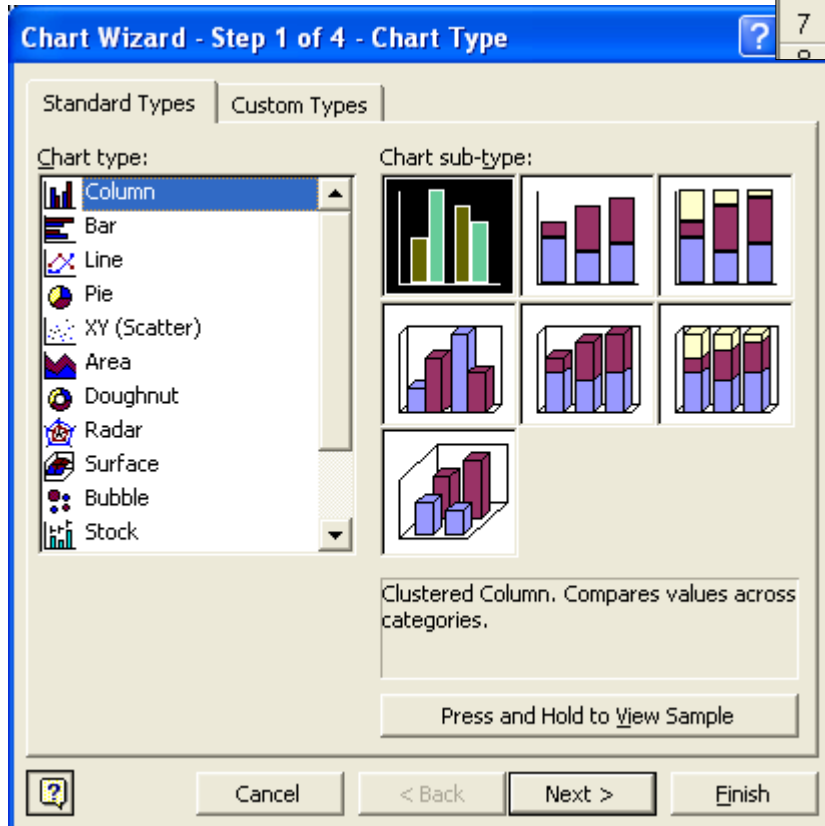 7
Chart Wizard - Step 1 of 4 - Chart Type
?
Standard Types
Custom Types
Chart type:
Chart sub-type:
Column
Bar
Line
Pie
XY (Scatter)
Area
Doughnut
Radar
Surface
Bubble
Stock
Clustered Column. Compares values across
categories.
Press and Hold to View Sample
?
Cancel
< Back
Next >
Finish